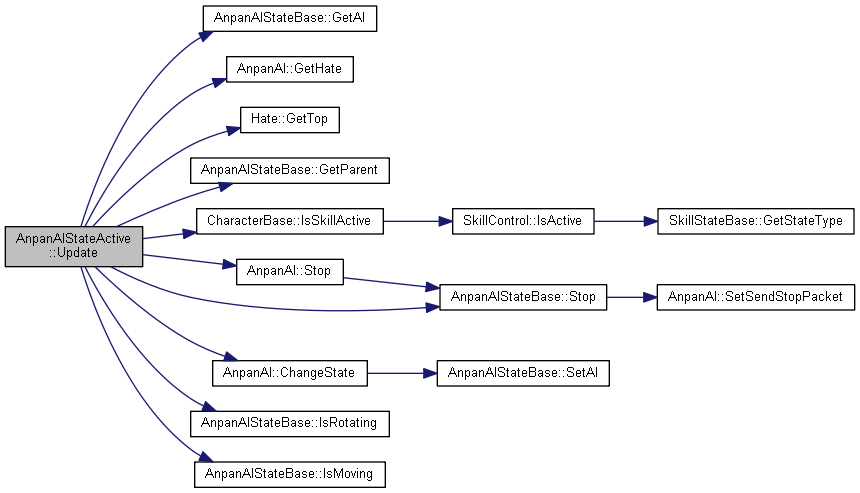 AnpanAIStateBase::GetAI
AnpanAI::GetHate
Hate::GetTop
AnpanAIStateBase::GetParent
AnpanAIStateActive
::Update
CharacterBase::IsSkillActive
SkillControl::IsActive
SkillStateBase::GetStateType
AnpanAI::Stop
AnpanAIStateBase::Stop
AnpanAI::SetSendStopPacket
AnpanAI::ChangeState
AnpanAIStateBase::SetAI
AnpanAIStateBase::IsRotating
AnpanAIStateBase::IsMoving